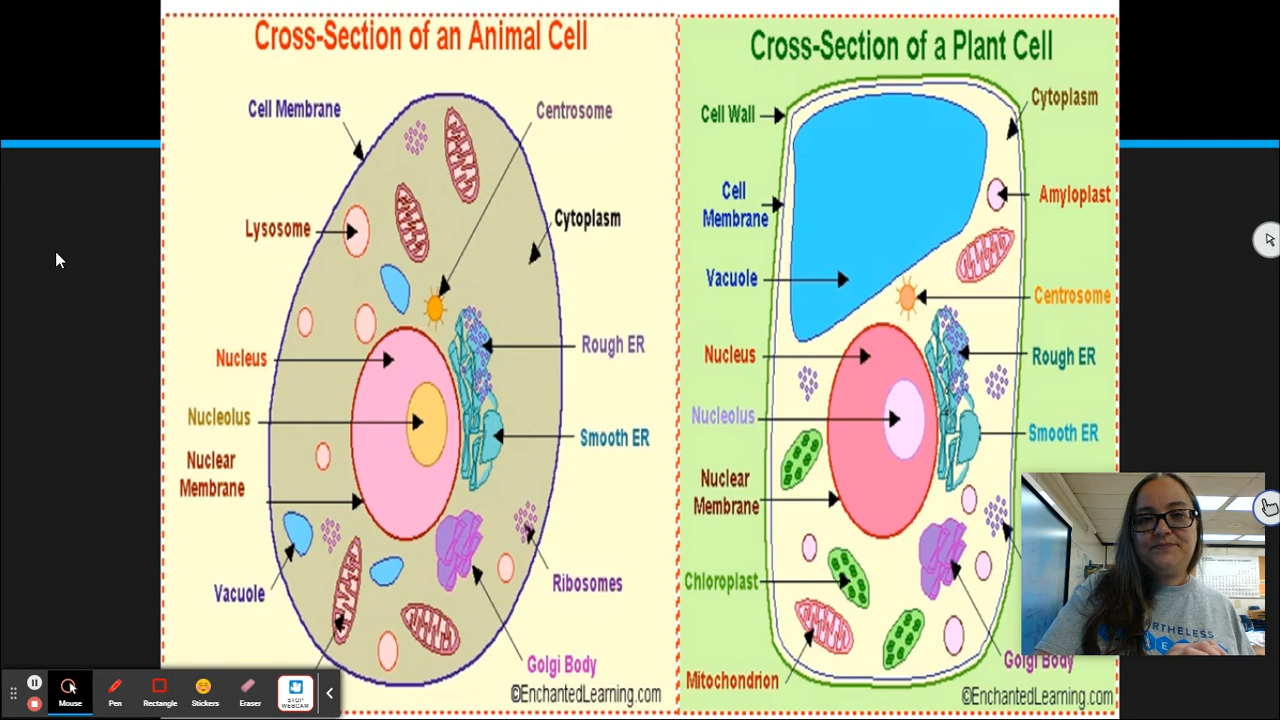 Cross-Section of an Animal Cell
Cell Membrane
Centrosome
Lysosome
Cytoplasm
Nucleus
Rough ER
Nucleolus
Smooth ER
Nuclear
Membrane
Vacuole
Ribosomes
Golgi Body
©EnchantedLearning.com
Cross-Section of a Plant Cell
Cell Wall
Cytoplasm
Cell
Membrane
Amyloplast
Vacuole
Centrosome
Nucleus
Rough ER
Nucleolus
Smooth ER
Nuclear
Membrane
Chloroplast
Mitochondrion
Golgi Body
©EnchantedLearning.com
Mouse
Pen
Rectangle
Stickers
Eraser
STOP
WEBCAM